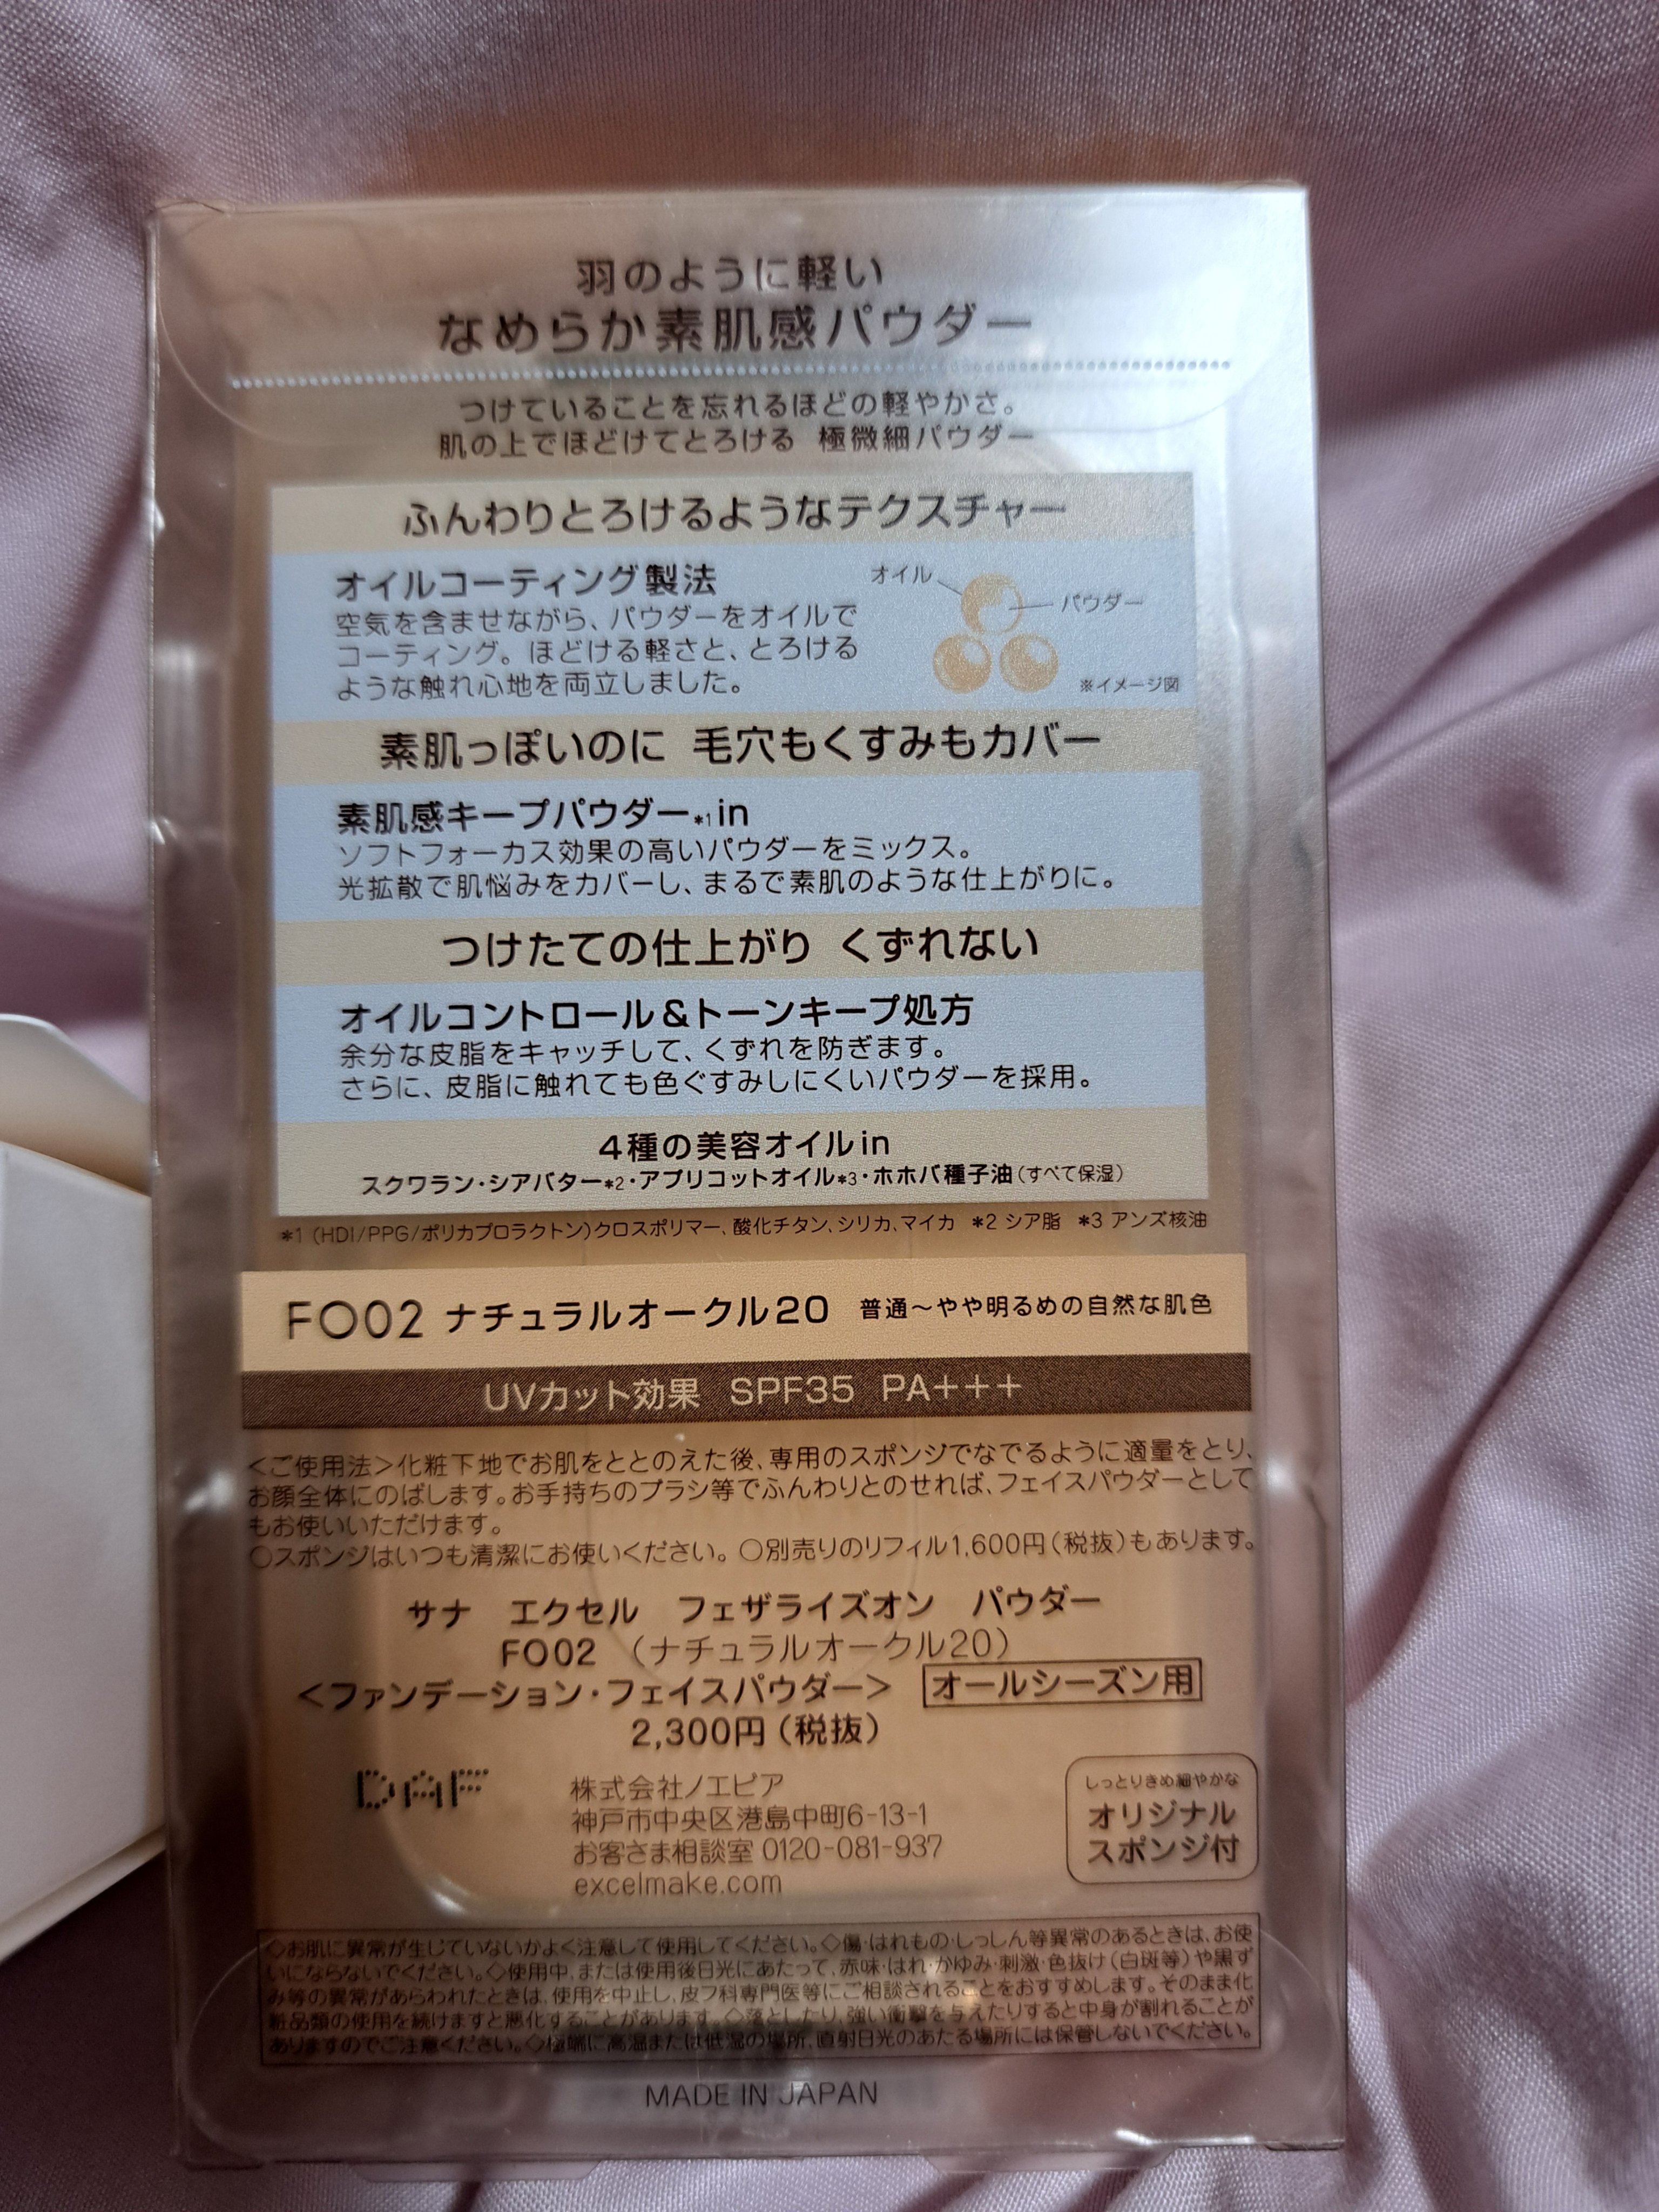 羽のように軽い
なめらか素肌感パウダー
つけていることを忘れるほどの軽やかさ。
肌の上でほどけてとろける 極微細パウダー
ふんわりとろけるようなテクスチャー
オイルコーティング製法
空気を含ませながら、パウダーをオイルで
コーティング。ほどける軽さと、とろける
ような触れ心地を両立しました。
オイル
パウダー
※イメージ図
素肌っぽいのに 毛穴もくすみもカバー
素肌感キープパウダー*1in
ソフトフォーカス効果の高いパウダーをミックス。
光拡散で肌悩みをカバーし、まるで素肌のような仕上がりに。
つけたての仕上がり くずれない
オイルコントロール&トーンキープ処方
余分な皮脂をキャッチして、くずれを防ぎます。
さらに、皮脂に触れても色ぐすみしにくいパウダーを採用。
4種の美容オイルin
スクワラン・シアバター*2・アプリコットオイル*3・ホホバ種子油(すべて保湿)
*1 (HDI/PPG/ポリカプロラクトン)クロスポリマー、酸化チタン、シリカ、マイカ *2 シア脂 *3 アンズ核油
FO02 ナチュラルオークル20 普通~やや明るめの自然な肌色
UVカット効果 SPF35 PA+++
<ご使用法>化粧下地でお肌をととのえた後、専用のスポンジでなでるように適量をとり、
お顔全体にのばします。お手持ちのブラシ等でふんわりとのせれば、フェイスパウダーとして
もお使いいただけます。
○スポンジはいつも清潔にお使いください。○別売りのリフィル1,600円(税抜)もあります。
サナ エクセル フェザライズオン パウダー
FO02 (ナチュラルオークル20)
<ファンデーション・フェイスパウダー> オールシーズン用
2,300円(税抜)
DAF
株式会社ノエビア
神戸市中央区港島中町6-13-1
お客さま相談室 0120-081-937
excelmake.com
しっとりきめ細やかな
オリジナル
スポンジ付
◇お肌に異常が生じていないかよく注意して使用してください。◇傷・はれもの・しっしん等異常のあるときは、お使
いにならないでください。◇使用中、または使用後日光にあたって、赤味・はれ・かゆみ・刺激・色抜け(白斑等)や黒ず
み等の異常があらわれたときは、使用を中止し、皮フ科専門医等にご相談されることをおすすめします。そのまま化
粧品類の使用を続けますと悪化することがあります。◇落としたり、強い衝撃を与えたりすると中身が割れることが
ありますのでご注意ください。◇極端に高温または低温の場所、直射日光のあたる場所には保管しないでください。
MADE IN JAPAN